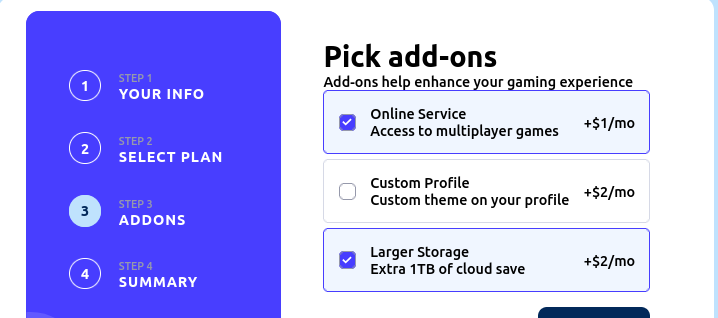 1
STEP 1
YOUR INFO
2
STEP 2
SELECT PLAN
3
STEP 3
ADDONS
4
STEP 4
SUMMARY
Pick add-ons
Add-ons help enhance your gaming experience
Online Service
Access to multiplayer games
+$1/mo
Custom Profile
Custom theme on your profile
+$2/mo
Larger Storage
Extra 1TB of cloud save
+$2/mo